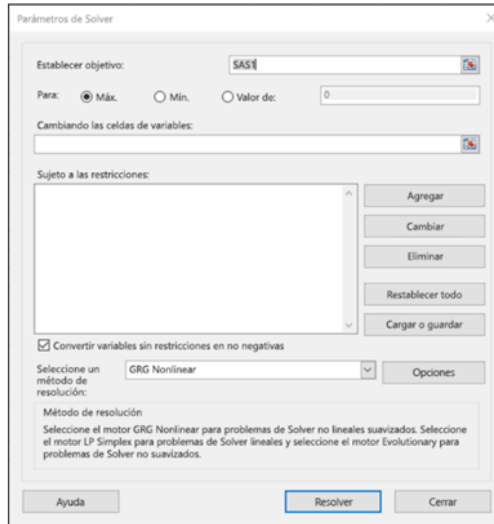 Parámetros de Solver
Establecer objetivo: $A$1
Para: Máx. Mín. Valor de: 0
Cambiando las celdas de variables:
Sujeto a las restricciones:
Agregar
Cambiar
Eliminar
Restablecer todo
Cargar o guardar
Convertir variables sin restricciones en no negativas
Seleccione un
método de
resolución:
GRG Nonlinear
Opciones
Método de resolución
Seleccione el motor GRG Nonlinear para problemas de Solver no lineales suavizados. Seleccione
el motor LP Simplex para problemas de Solver lineales y seleccione el motor Evolutionary para
problemas de Solver no suavizados.
Ayuda
Resolver
Cerrar